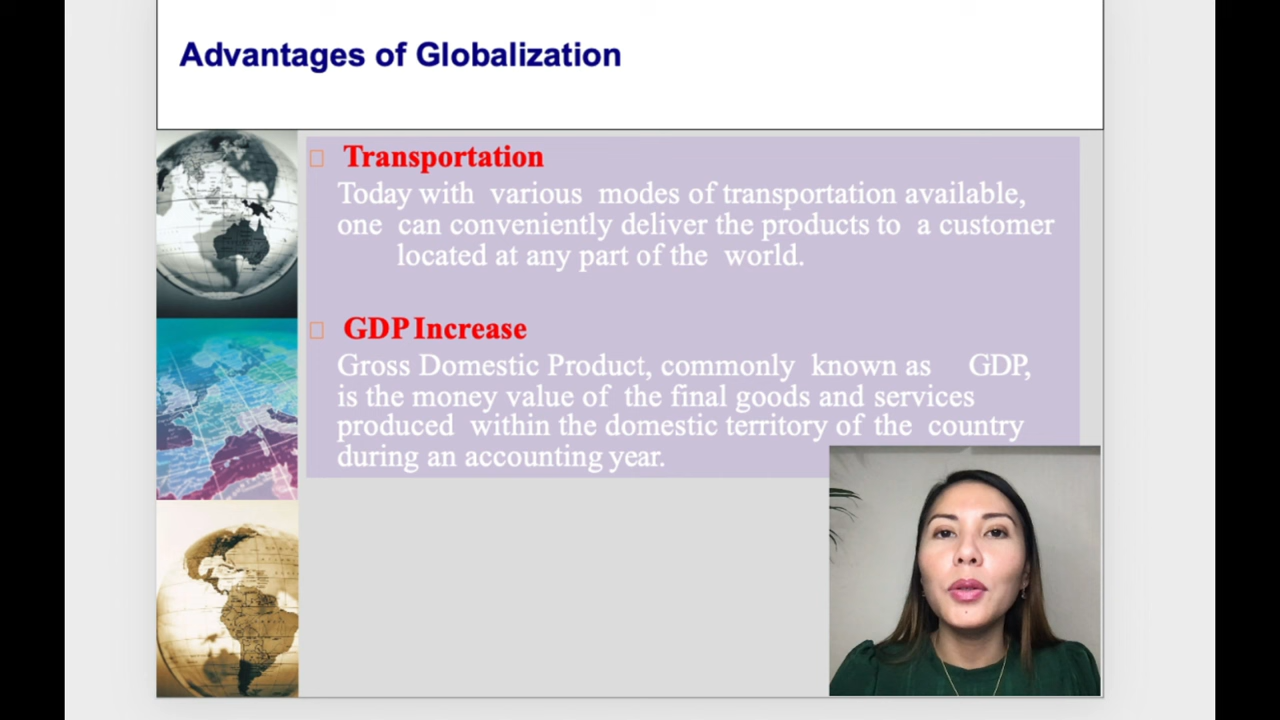 Advantages of Globalization
Transportation
Today with various modes of transportation available,
one can conveniently deliver the products to a customer
located at any part of the world.
GDP Increase
Gross Domestic Product, commonly known as GDP,
is the money value of the final goods and services
produced within the domestic territory of the country
during an accounting year.